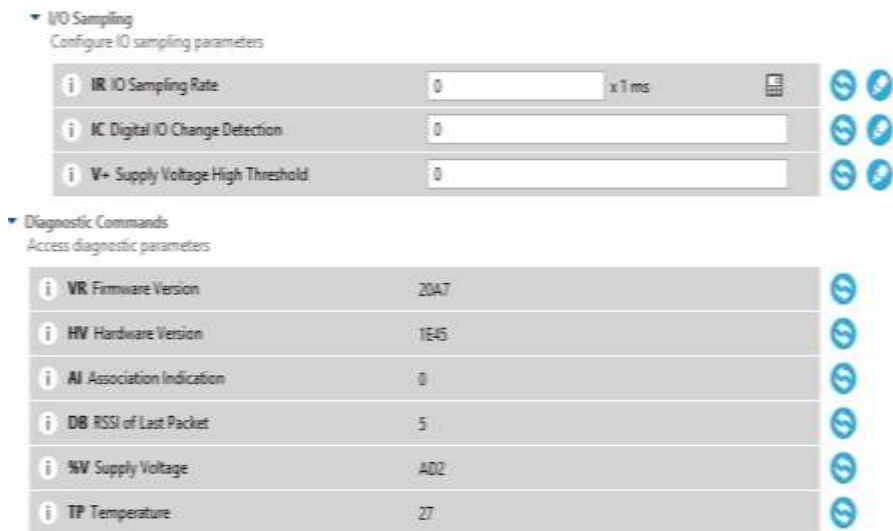 I/O Sampling
Configure IO sampling parameters
i IR IO Sampling Rate 0 x 1 ms
i IC Digital IO Change Detection 0
i V+ Supply Voltage High Threshold 0
Diagnostic Commands
Access diagnostic parameters
i VR Firmware Version 20A7
i HV Hardware Version 1E45
i AI Association Indication 0
i DB RSSI of Last Packet 5
i %V Supply Voltage AD2
i TP Temperature 27